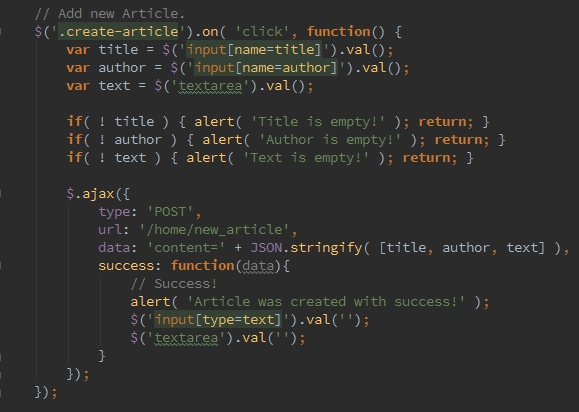 // Add new Article.
$('.create-article').on( 'click', function() {
var title = $('input[name=title]').val();
var author = $('input[name=author]').val();
var text = $('textarea').val();
if( ! title ) { alert( 'Title is empty!' ); return; }
if( ! author ) { alert( 'Author is empty!' ); return; }
if( ! text ) { alert( 'Text is empty!' ); return; }
$.ajax({
type: 'POST',
url: '/home/new_article',
data: 'content=' + JSON.stringify( [title, author, text] ),
success: function(data){
// Success!
alert( 'Article was created with success!' );
$('input[type=text]').val('');
$('textarea').val('');
}
});
});